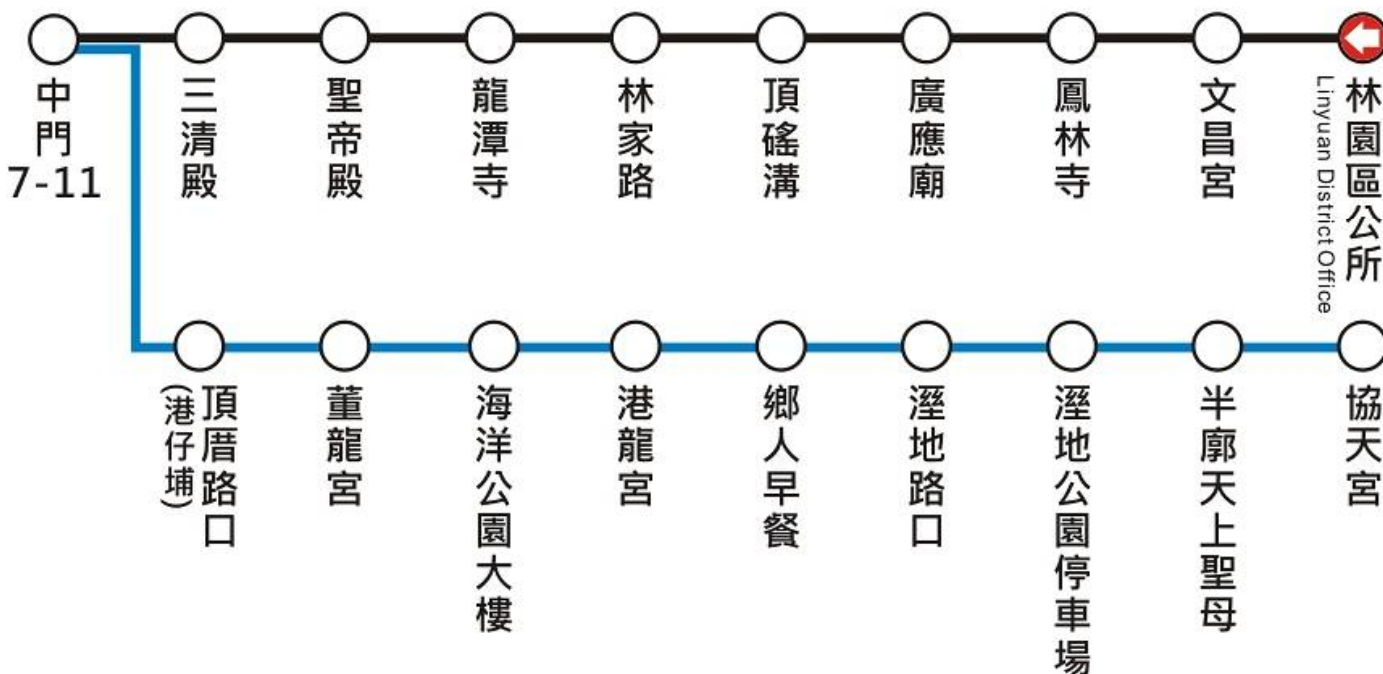 中門
7-11
三清殿
聖帝殿
龍潭寺
林家路
頂磘溝
廣應廟
鳳林寺
文昌宮
林園區公所
Linyuan District Office
頂厝路口
(港仔埔)
董龍宮
海洋公園大樓
港龍宮
鄉人早餐
溼地路口
溼地公園停車場
半廓天上聖母
協天宮